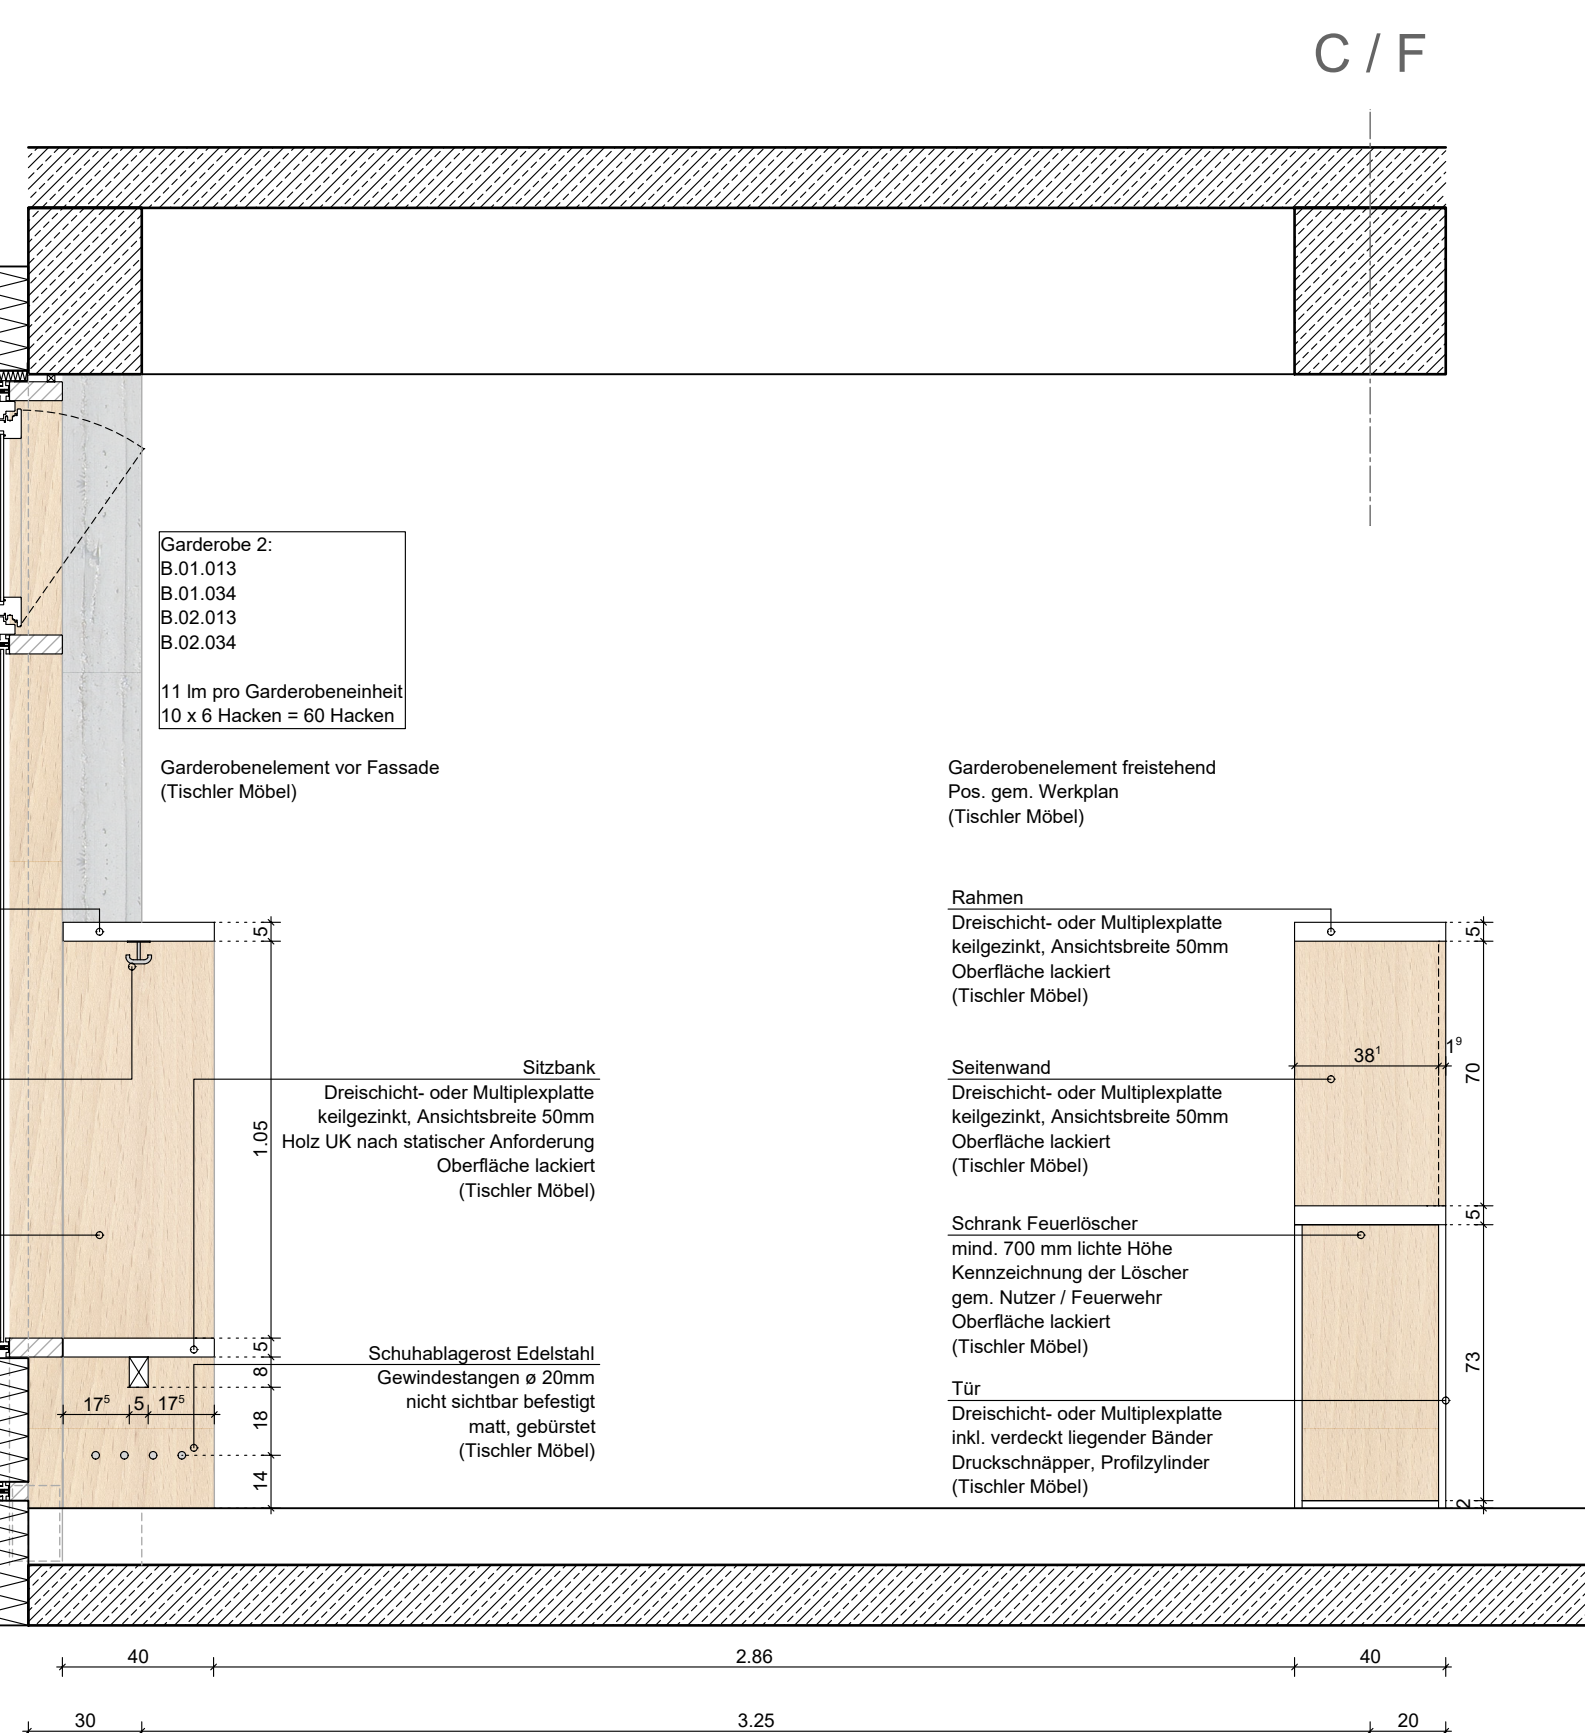 C / F
Garderobe 2:
B.01.013
B.01.034
B.02.013
B.02.034
11 lm pro Garderobeneinheit
10 x 6 Hacken = 60 Hacken
Garderobenelement vor Fassade
(Tischler Möbel)
Garderobenelement freistehend
Pos. gem. Werkplan
(Tischler Möbel)
Rahmen
Dreischicht- oder Multiplexplatte
keilgezinkt, Ansichtsbreite 50mm
Oberfläche lackiert
(Tischler Möbel)
5
1.05
5
8
18
14
17⁵ 5 17⁵
Sitzbank
Dreischicht- oder Multiplexplatte
keilgezinkt, Ansichtsbreite 50mm
Holz UK nach statischer Anforderung
Oberfläche lackiert
(Tischler Möbel)
Schuhablagerost Edelstahl
Gewindestangen ø 20mm
nicht sichtbar befestigt
matt, gebürstet
(Tischler Möbel)
Seitenwand
Dreischicht- oder Multiplexplatte
keilgezinkt, Ansichtsbreite 50mm
Oberfläche lackiert
(Tischler Möbel)
Schrank Feuerlöscher
mind. 700 mm lichte Höhe
Kennzeichnung der Löscher
gem. Nutzer / Feuerwehr
Oberfläche lackiert
(Tischler Möbel)
Tür
Dreischicht- oder Multiplexplatte
inkl. verdeckt liegender Bänder
Druckschnäpper, Profilzylinder
(Tischler Möbel)
38¹ 1⁹
5
70
5
73
2
40 2.86 40
30 3.25 20